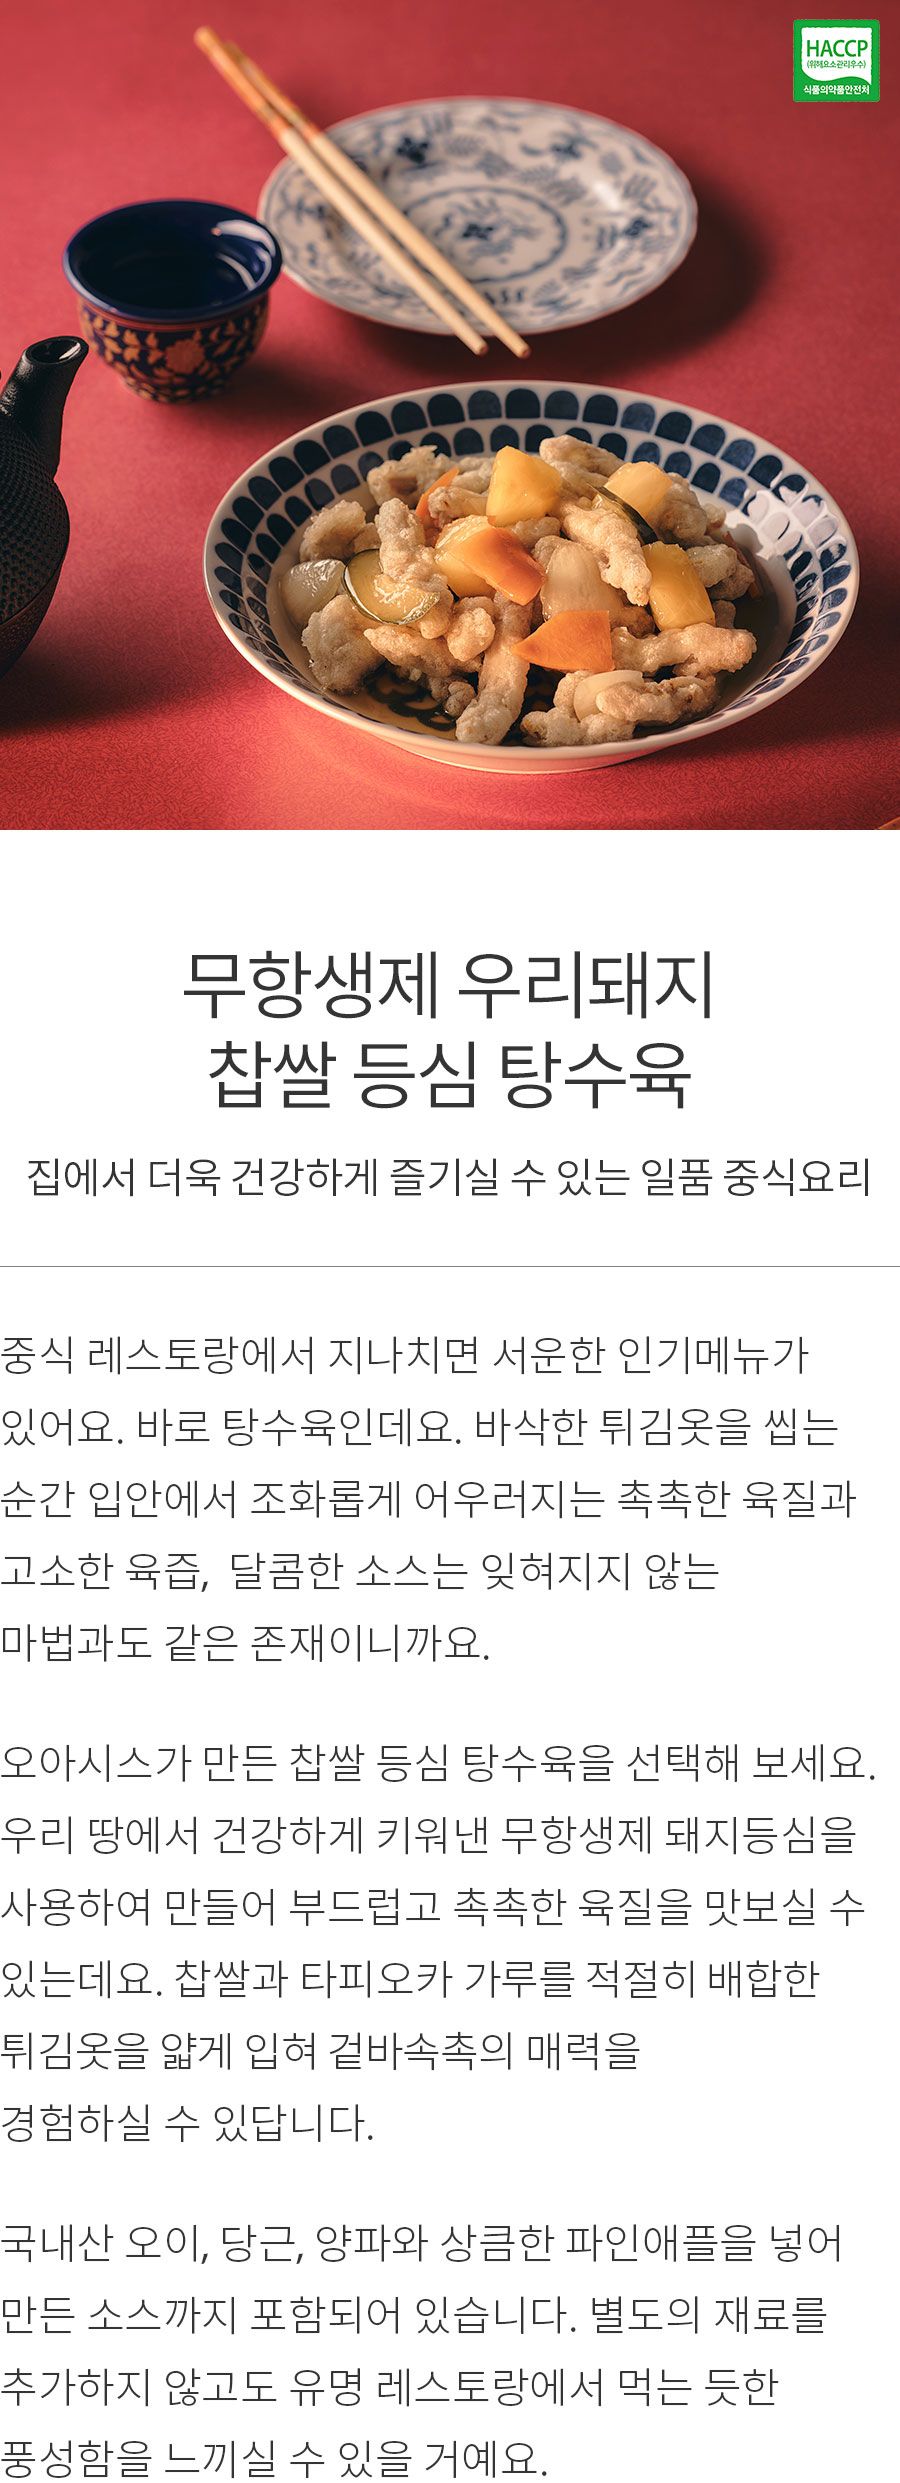 HACCP
(위해요소관리우수)
식품의약품안전처
무항생제 우리돼지
찹쌀 등심 탕수육
집에서 더욱 건강하게 즐기실 수 있는 일품 중식요리
중식 레스토랑에서 지나치면 서운한 인기메뉴가
있어요. 바로 탕수육인데요. 바삭한 튀김옷을 씹는
순간 입안에서 조화롭게 어우러지는 촉촉한 육질과
고소한 육즙,  달콤한 소스는 잊혀지지 않는
마법과도 같은 존재이니까요.
오아시스가 만든 찹쌀 등심 탕수육을 선택해 보세요.
우리 땅에서 건강하게 키워낸 무항생제 돼지등심을
사용하여 만들어 부드럽고 촉촉한 육질을 맛보실 수
있는데요. 찹쌀과 타피오카 가루를 적절히 배합한
튀김옷을 얇게 입혀 겉바속촉의 매력을
경험하실 수 있답니다.
국내산 오이, 당근, 양파와 상큼한 파인애플을 넣어
만든 소스까지 포함되어 있습니다. 별도의 재료를
추가하지 않고도 유명 레스토랑에서 먹는 듯한
풍성함을 느끼실 수 있을 거예요.